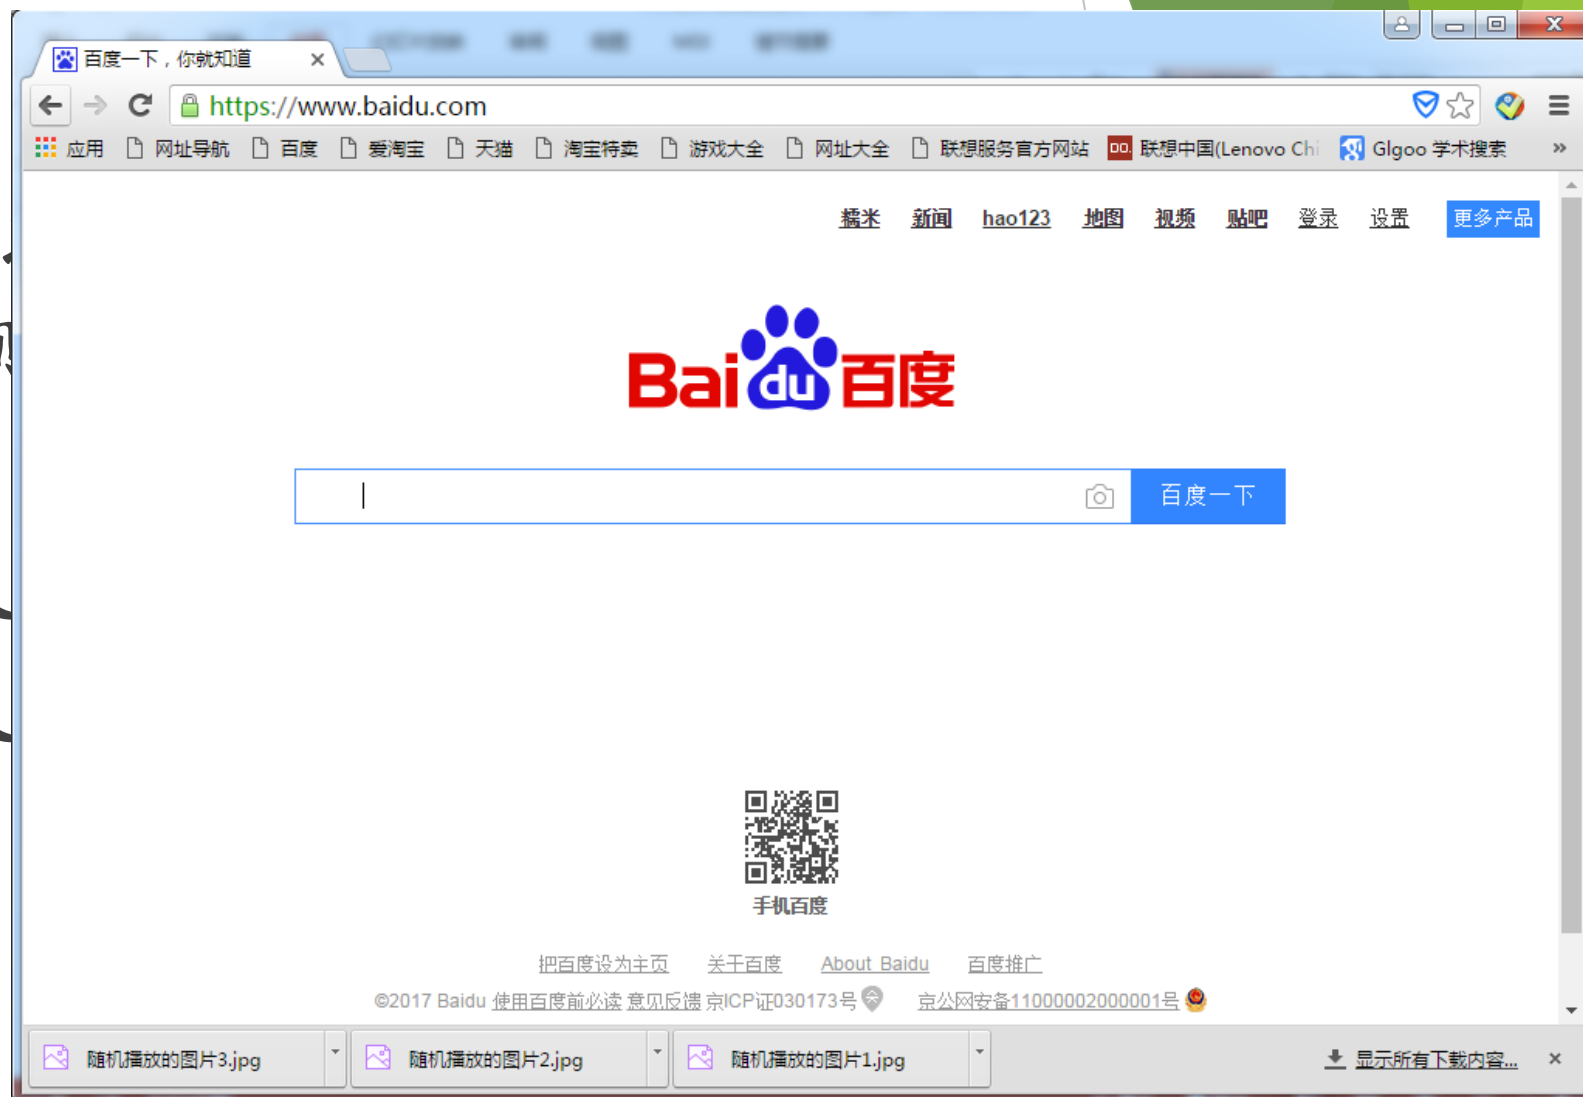 百度一下，你就知道
https://www.baidu.com
应用 网址导航 百度 爱淘宝 天猫 淘宝特卖 游戏大全 网址大全 联想服务官方网站 DO. 联想中国(Lenovo Chi Glgoo 学术搜索 »
糯米 新闻 hao123 地图 视频 贴吧 登录 设置 更多产品
Bai du 百度
百度一下
手机百度
把百度设为主页 关于百度 About Baidu 百度推广
©2017 Baidu 使用百度前必读 意见反馈 京ICP证030173号 京公网安备11000002000001号
随机播放的图片3.jpg 随机播放的图片2.jpg 随机播放的图片1.jpg 显示所有下载内容...